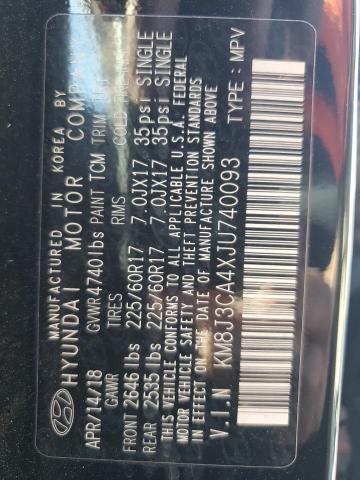 MANUFACTURED IN KOREA BY
HYUNDAI MOTOR COMPANY
APR/14/18 GVWR 4740 lbs PAINT TCM TRIM
GAWR TIRES RIMS COLD
FRONT 2646 lbs 225/60R17 7.0JX17, 35psi SINGLE
REAR 2535 lbs 225/60R17 7.0JX17, 35psi SINGLE
THIS VEHICLE CONFORMS TO ALL APPLICABLE U.S.A. FEDERAL
MOTOR VEHICLE SAFETY AND THEFT PREVENTION STANDARDS
IN EFFECT ON THE DATE OF MANUFACTURE SHOWN ABOVE
V.I.N KM8J3CA4XJU740093 TYPE: MPV